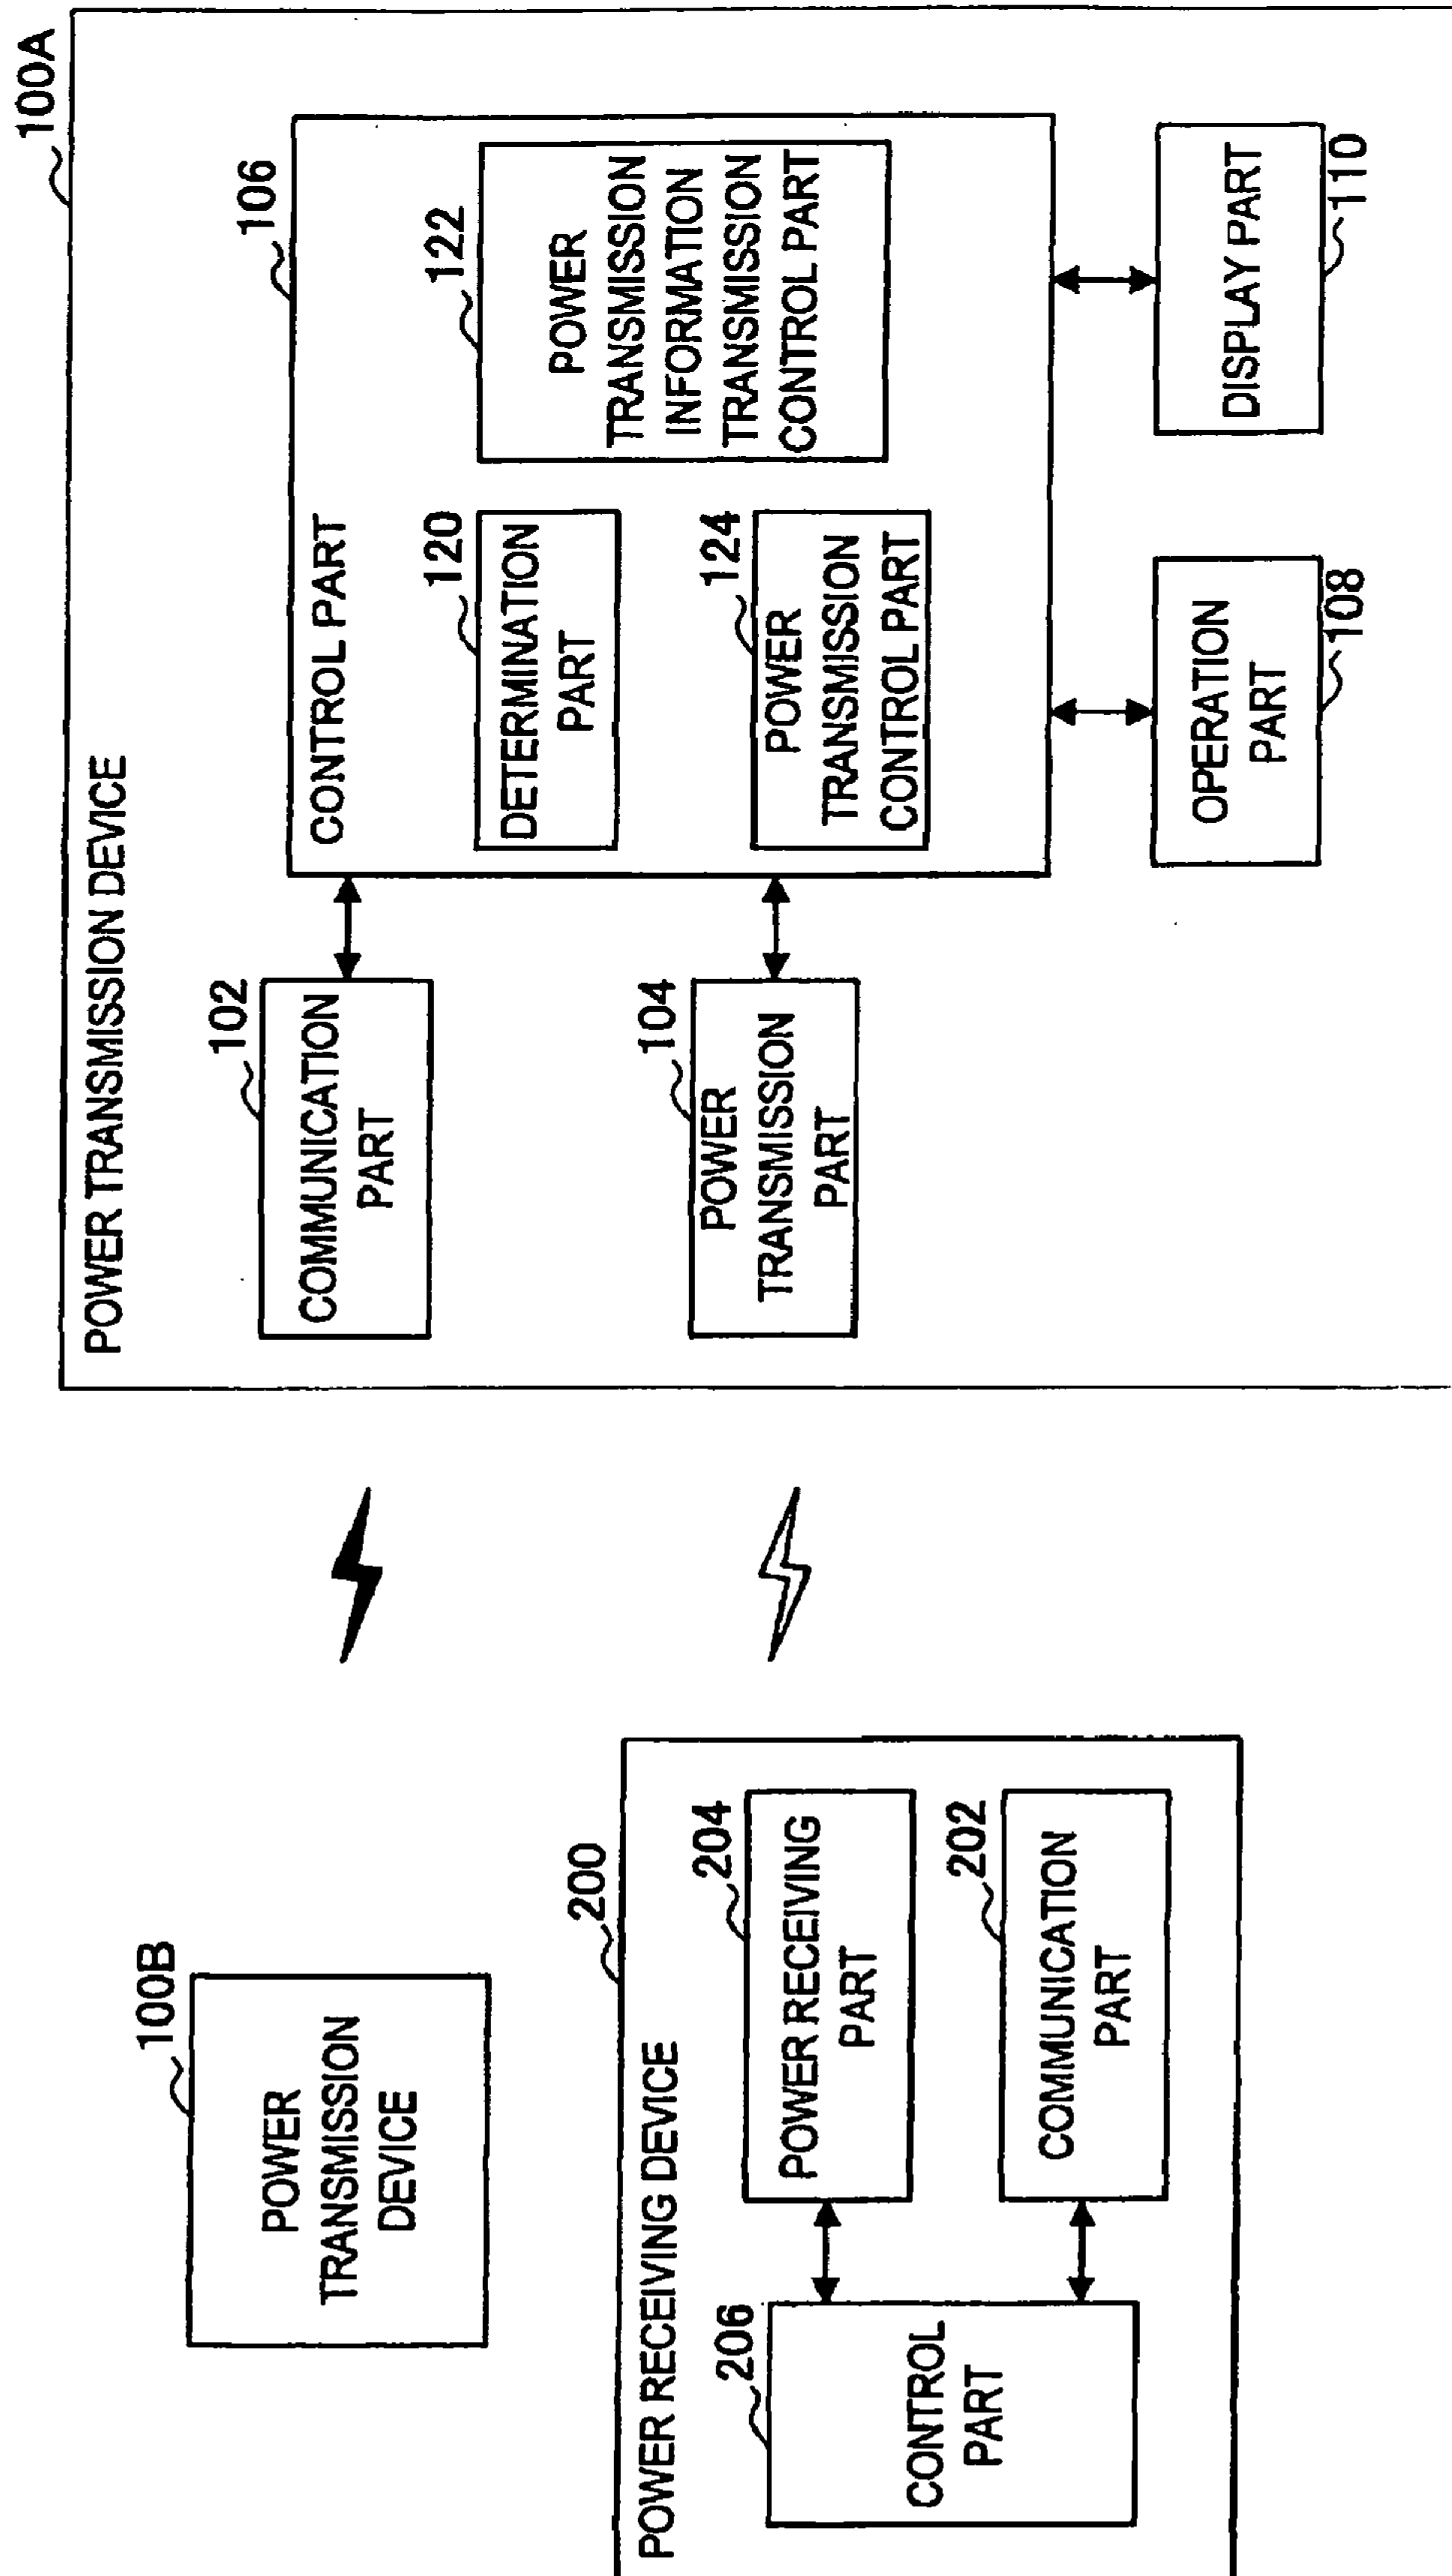 100B
POWER
TRANSMISSION
DEVICE
200
POWER RECEIVING DEVICE
206
CONTROL
PART
204
POWER RECEIVING
PART
202
COMMUNICATION
PART
100A
POWER TRANSMISSION DEVICE
102
COMMUNICATION
PART
104
POWER
TRANSMISSION
PART
106
CONTROL PART
120
DETERMINATION
PART
122
POWER
TRANSMISSION
INFORMATION
TRANSMISSION
CONTROL PART
124
POWER
TRANSMISSION
CONTROL PART
OPERATION
PART
108
DISPLAY PART
110